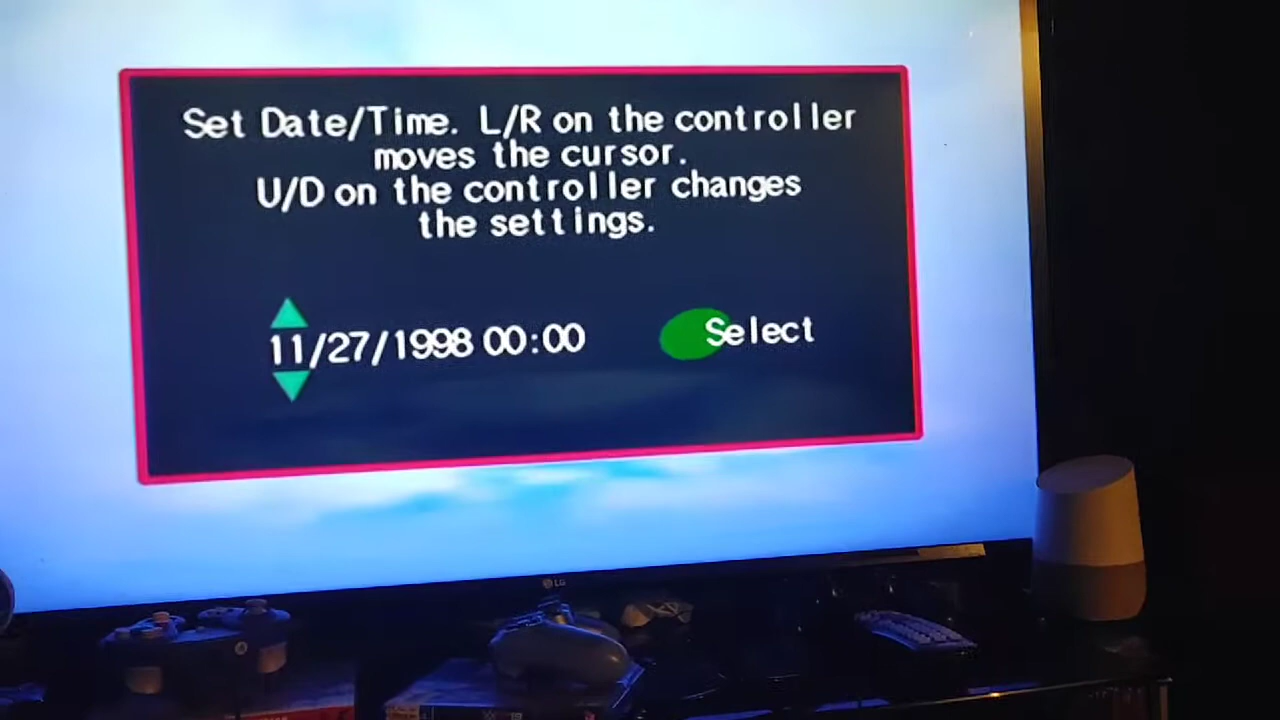 Set Date/Time. L/R on the controller
moves the cursor.
U/D on the controller changes
the settings.
11/27/1998 00:00
Select
LG